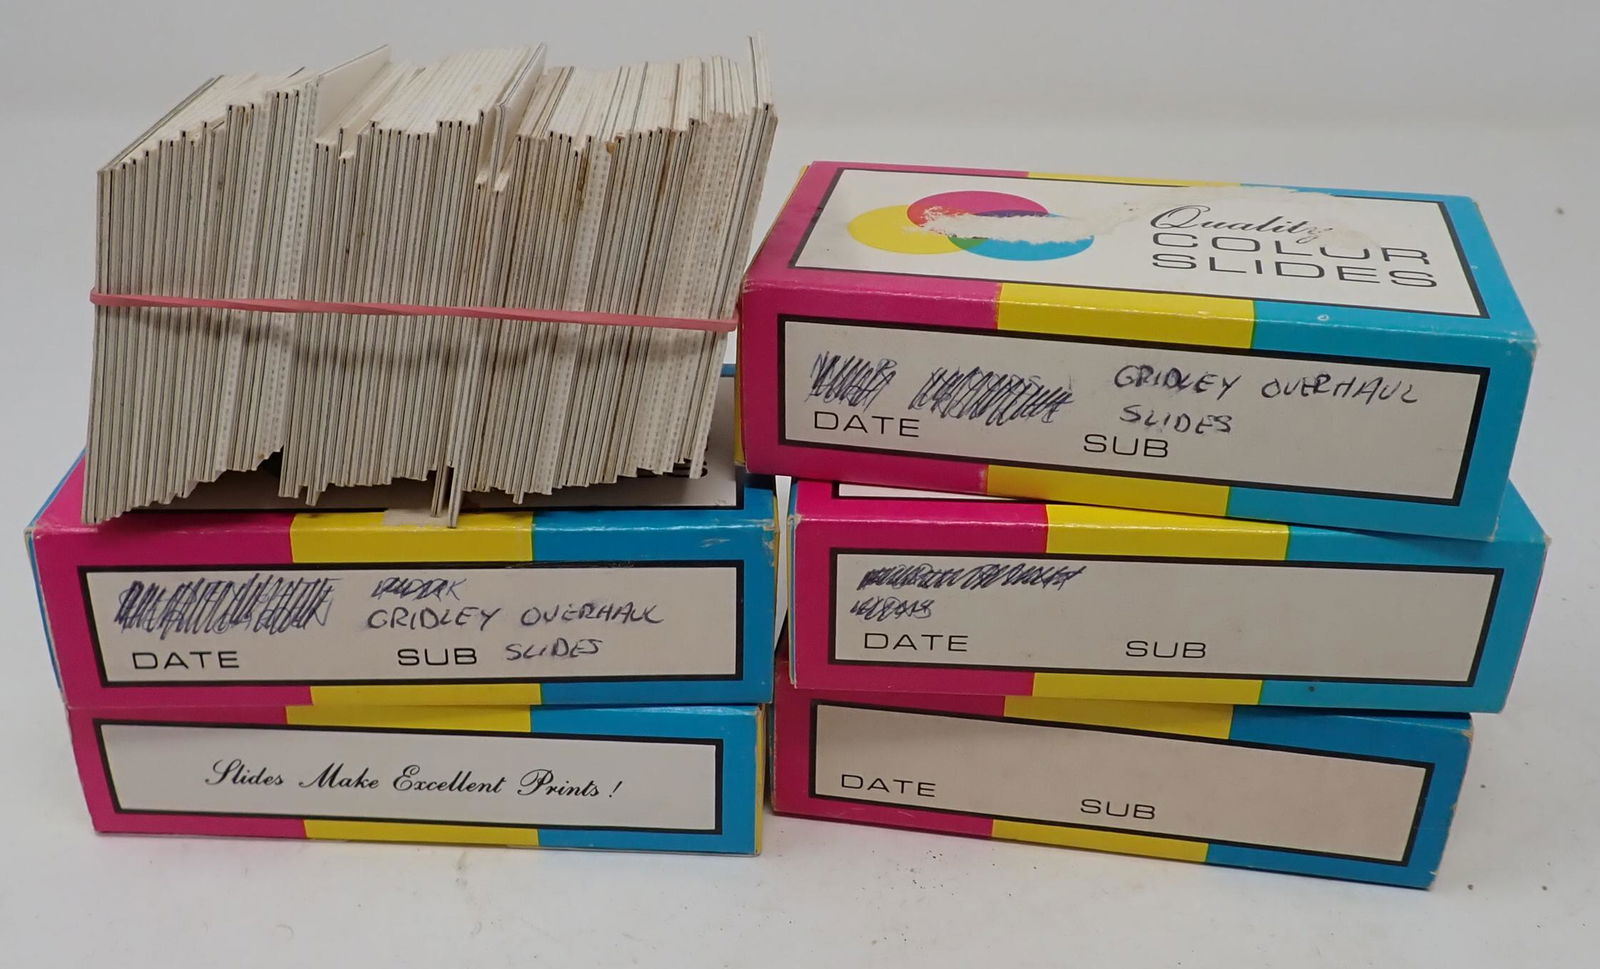 Quality
COLOR
SLIDES
GRIDLEY OVERHAUL
SLIDES
DATE
SUB
GRIDLEY OVERHAUL
SLIDES
DATE
SUB
DATE
SUB
Slides Make Excellent Prints!
DATE
SUB